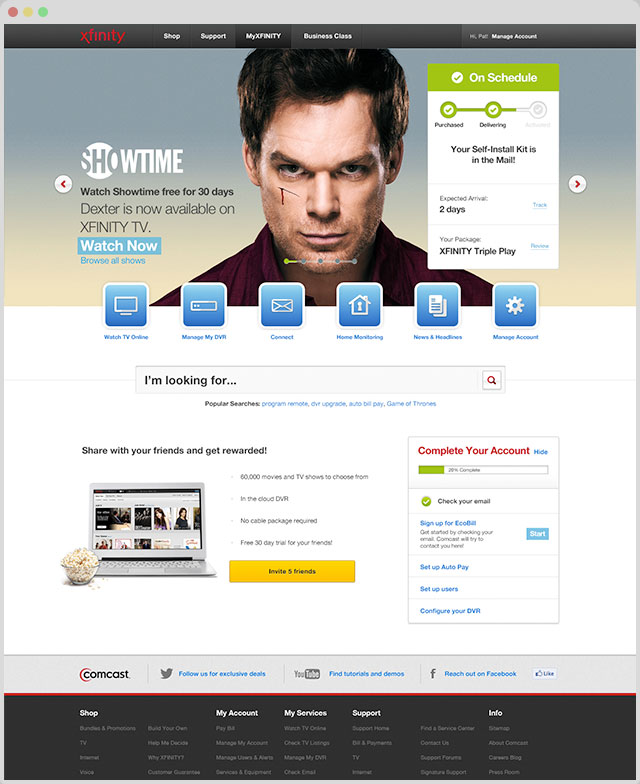 xfinity
Shop
Support
MyXFINITY
Business Class
Hi, Pat! Manage Account
SHOWTIME
Watch Showtime free for 30 days
Dexter is now available on
XFINITY TV.
Watch Now
Browse all shows
On Schedule
Purchased
Delivering
Activated
Your Self-Install Kit is
in the Mail!
Expected Arrival:
2 days
Track
Your Package:
XFINITY Triple Play
Review
Watch TV Online
Manage My DVR
Connect
Home Monitoring
News & Headlines
Manage Account
I'm looking for...
Popular Searches: program remote, dvr upgrade, auto bill pay, Game of Thrones
Share with your friends and get rewarded!
60,000 movies and TV shows to choose from
In the cloud DVR
No cable package required
Free 30 day trial for your friends!
Invite 5 friends
Complete Your Account
Hide
28% Complete
Check your email
Sign up for EcoBill
Get started by checking your
email. Comcast will try to
contact you here!
Start
Set up Auto Pay
Set up users
Configure your DVR
comcast.
Follow us for exclusive deals
YouTube
Find tutorials and demos
f
Reach out on Facebook
Like
Shop
Bundles & Promotions
TV
Internet
Voice
Build Your Own
Help Me Decide
Why XFINITY?
Customer Guarantee
My Account
Pay Bill
Manage My Account
Manage Users & Alerts
Services & Equipment
My Services
Watch TV Online
Check TV Listings
Manage My DVR
Check Email
Support
Support Home
Bill & Payments
TV
Internet
Find a Service Center
Contact Us
Support Forums
Signature Support
Info
Sitemap
About Comcast
Careers Blog
Press Room